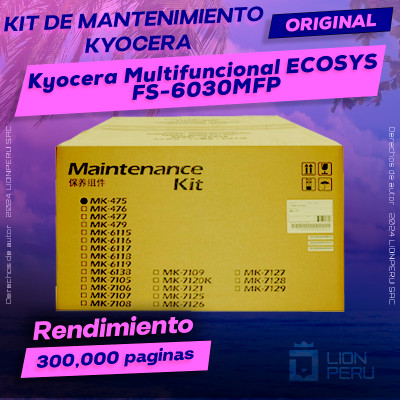 KIT DE MANTENIMIENTO
KYOCERA
ORIGINAL
Kyocera Multifuncional ECOSYS
FS-6030MFP
Maintenance
保养组件 Kit
MK-475
MK-476
MK-477
MK-479
MK-6115
MK-6116
MK-6117
MK-6118
MK-6119
MK-6138
MK-7105
MK-7106
MK-7107
MK-7108
MK-7109
MK-7120K
MK-7121
MK-7125
MK-7126
MK-7127
MK-7128
MK-7129
Derechos de autor 2024 LIONPERU SAC
Derechos de autor 2024 LIONPERU SAC
Rendimiento
300,000 paginas
LION
PERU